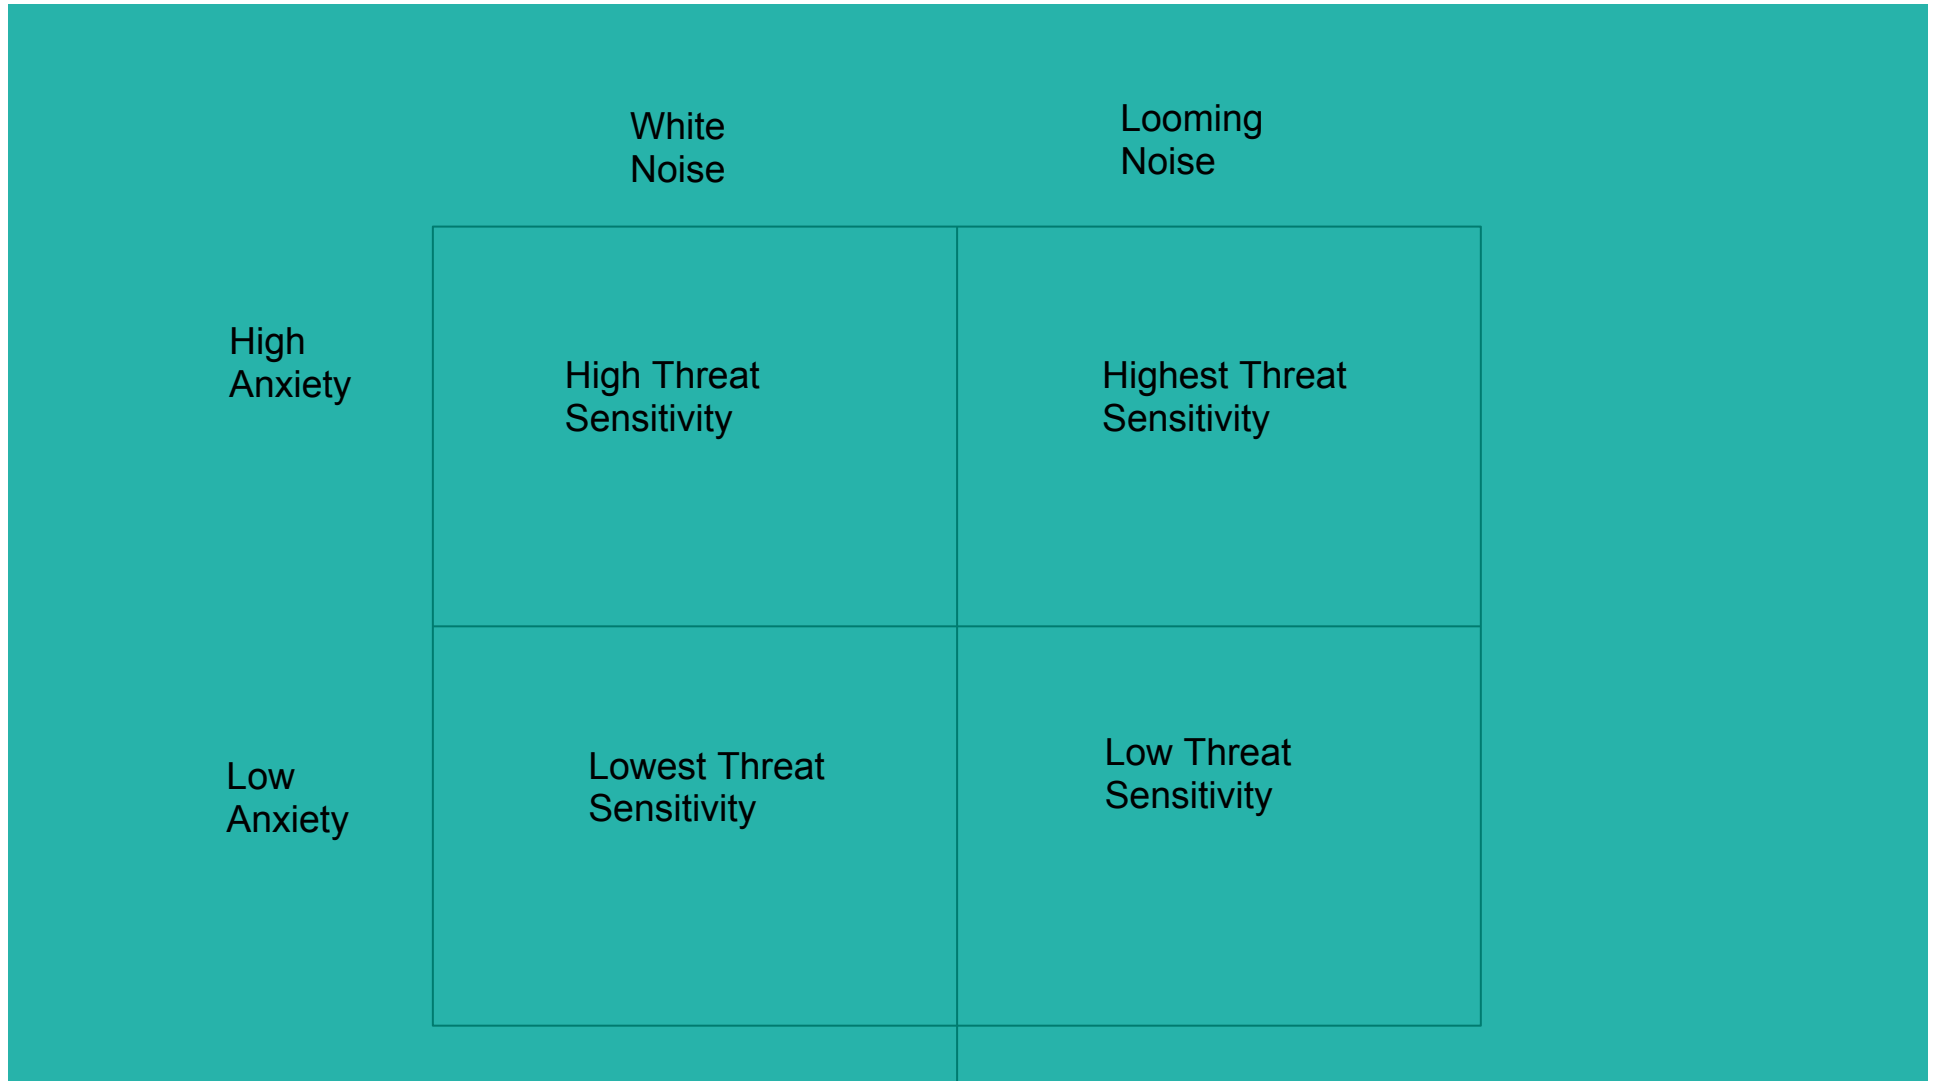 White
Noise
Looming
Noise
High
Anxiety
High Threat
Sensitivity
Highest Threat
Sensitivity
Low
Anxiety
Lowest Threat
Sensitivity
Low Threat
Sensitivity